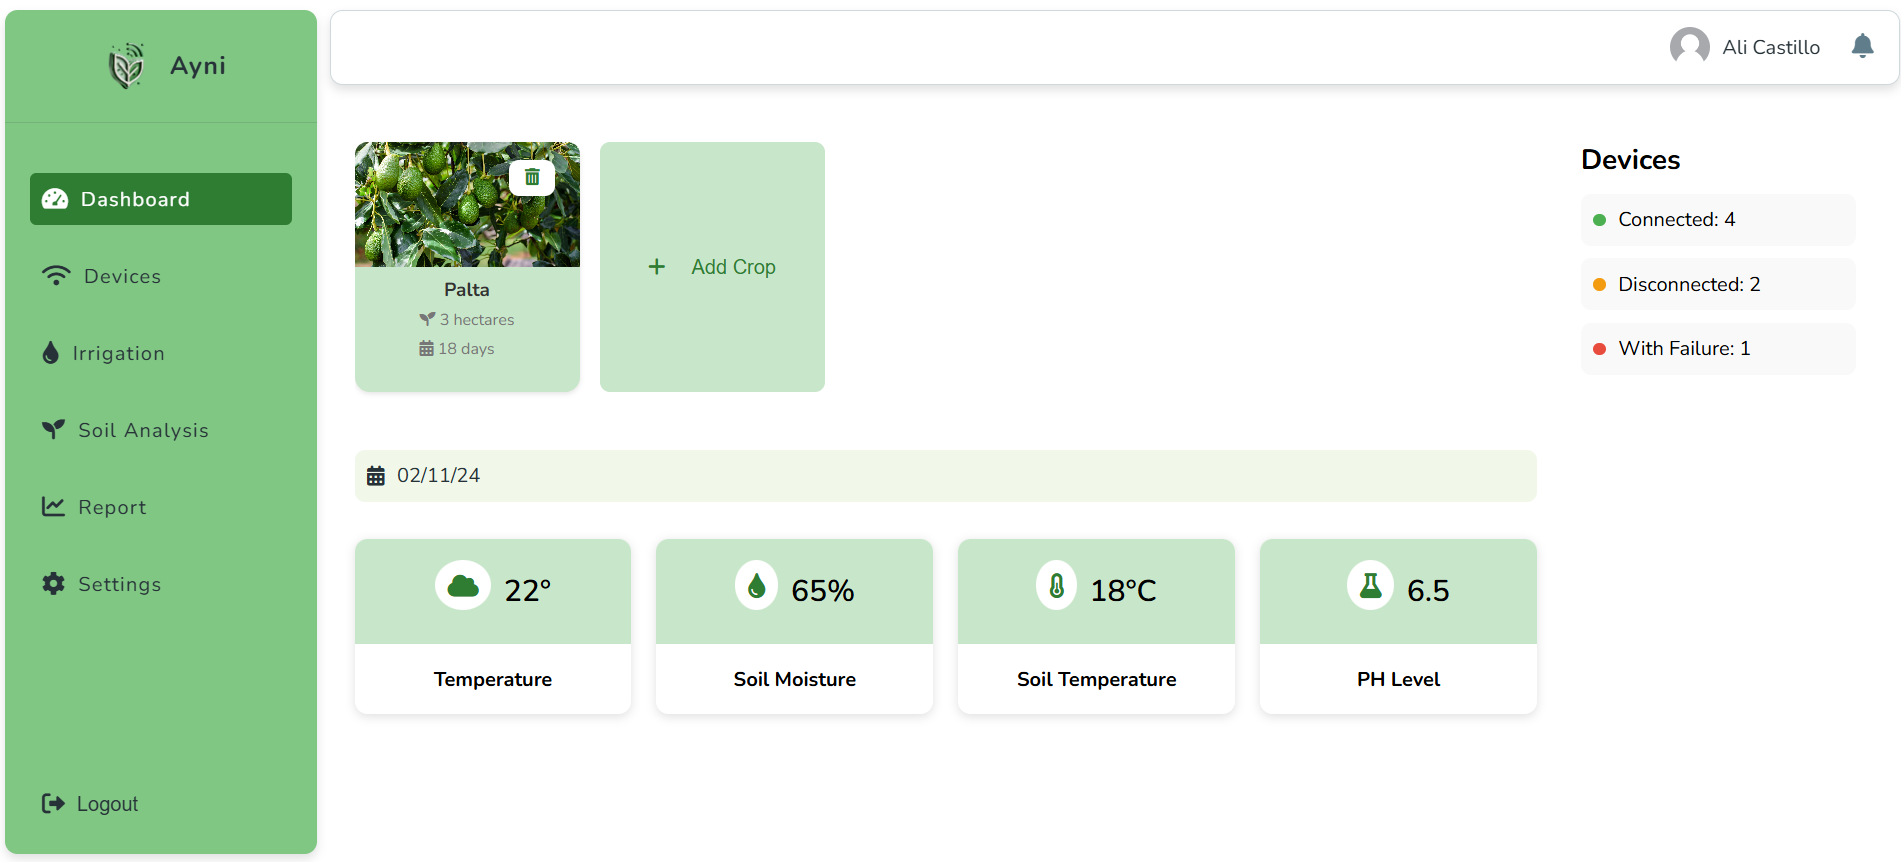 Ayni
Dashboard
Devices
Irrigation
Soil Analysis
Report
Settings
Logout
Ali Castillo
Palta
3 hectares
18 days
+ Add Crop
Devices
Connected: 4
Disconnected: 2
With Failure: 1
02/11/24
22°
Temperature
65%
Soil Moisture
18°C
Soil Temperature
6.5
PH Level